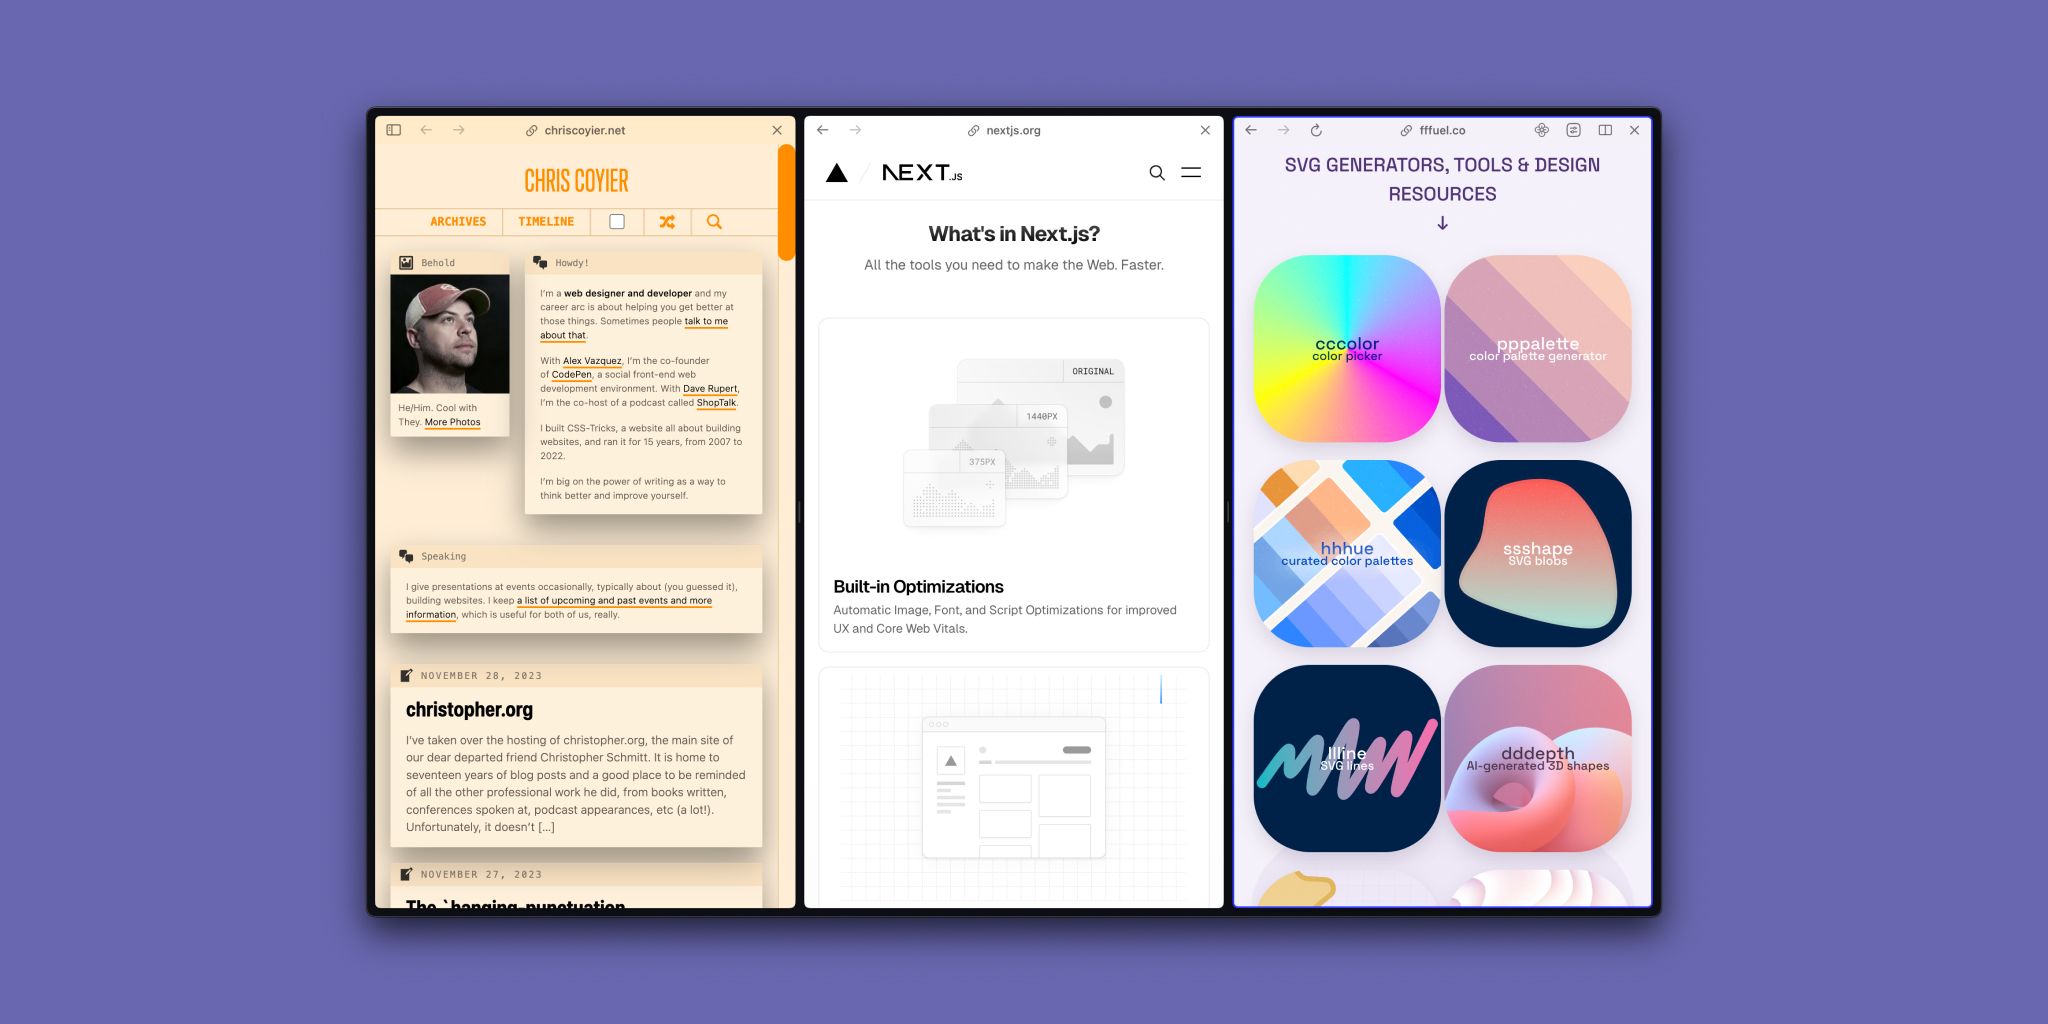 chriscoyier.net
CHRIS COYIER
ARCHIVES
TIMELINE
Behold
He/Him. Cool with
They. More Photos
Howdy!
I'm a web designer and developer and my
career arc is about helping you get better at
those things. Sometimes people talk to me
about that.
With Alex Vazquez, I'm the co-founder
of CodePen, a social front-end web
development environment. With Dave Rupert,
I'm the co-host of a podcast called ShopTalk.
I built CSS-Tricks, a website all about building
websites, and ran it for 15 years, from 2007 to
2022.
I'm big on the power of writing as a way to
think better and improve yourself.
Speaking
I give presentations at events occasionally, typically about (you guessed it),
building websites. I keep a list of upcoming and past events and more
information, which is useful for both of us, really.
NOVEMBER 28, 2023
christopher.org
I've taken over the hosting of christopher.org, the main site of
our dear departed friend Christopher Schmitt. It is home to
seventeen years of blog posts and a good place to be reminded
of all the other professional work he did, from books written,
conferences spoken at, podcast appearances, etc (a lot!).
Unfortunately, it doesn't [...]
NOVEMBER 27, 2023
The `hanging-punctuation
nextjs.org
NEXT.JS
What's in Next.js?
All the tools you need to make the Web. Faster.
ORIGINAL
1440PX
375PX
Built-in Optimizations
Automatic Image, Font, and Script Optimizations for improved
UX and Core Web Vitals.
fffuel.co
SVG GENERATORS, TOOLS & DESIGN
RESOURCES
↓
cccolor
color picker
pppalette
color palette generator
hhhue
curated color palettes
ssshape
SVG blobs
llline
SVG lines
dddepth
AI-generated 3D shapes